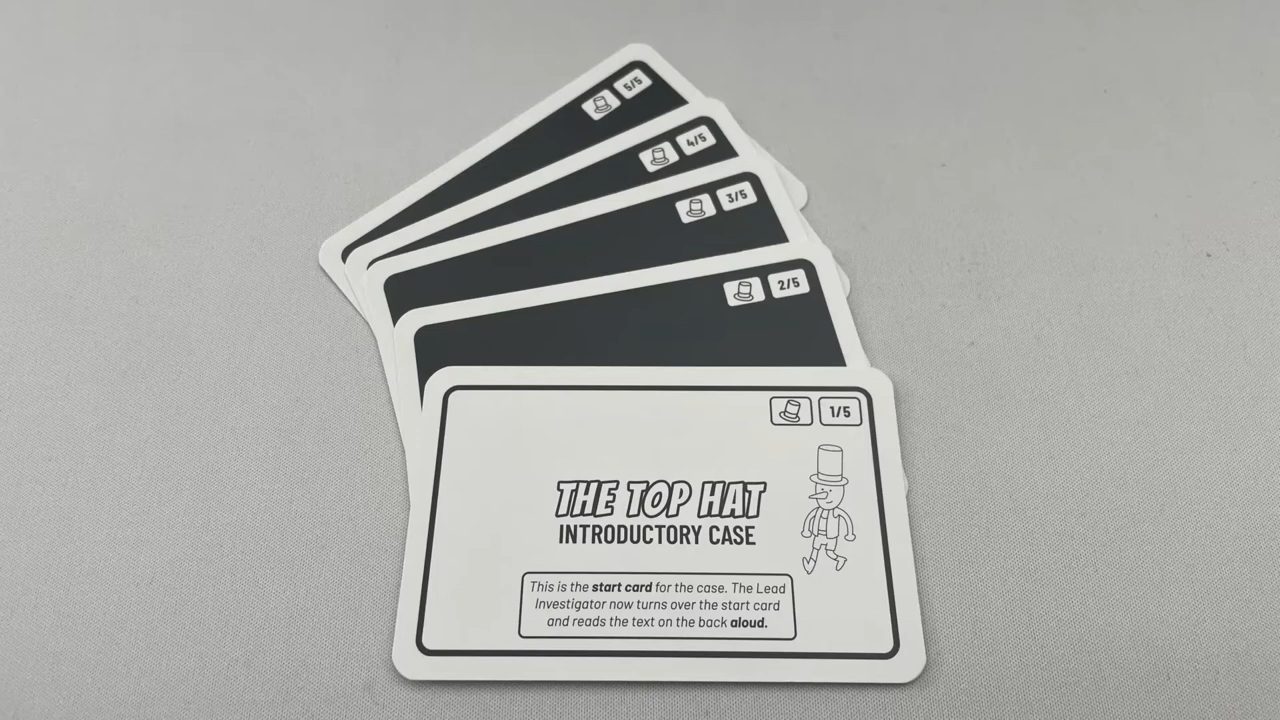 5/5
4/5
3/5
2/5
1/5
THE TOP HAT
INTRODUCTORY CASE
This is the start card for the case. The Lead
Investigator now turns over the start card
and reads the text on the back aloud.